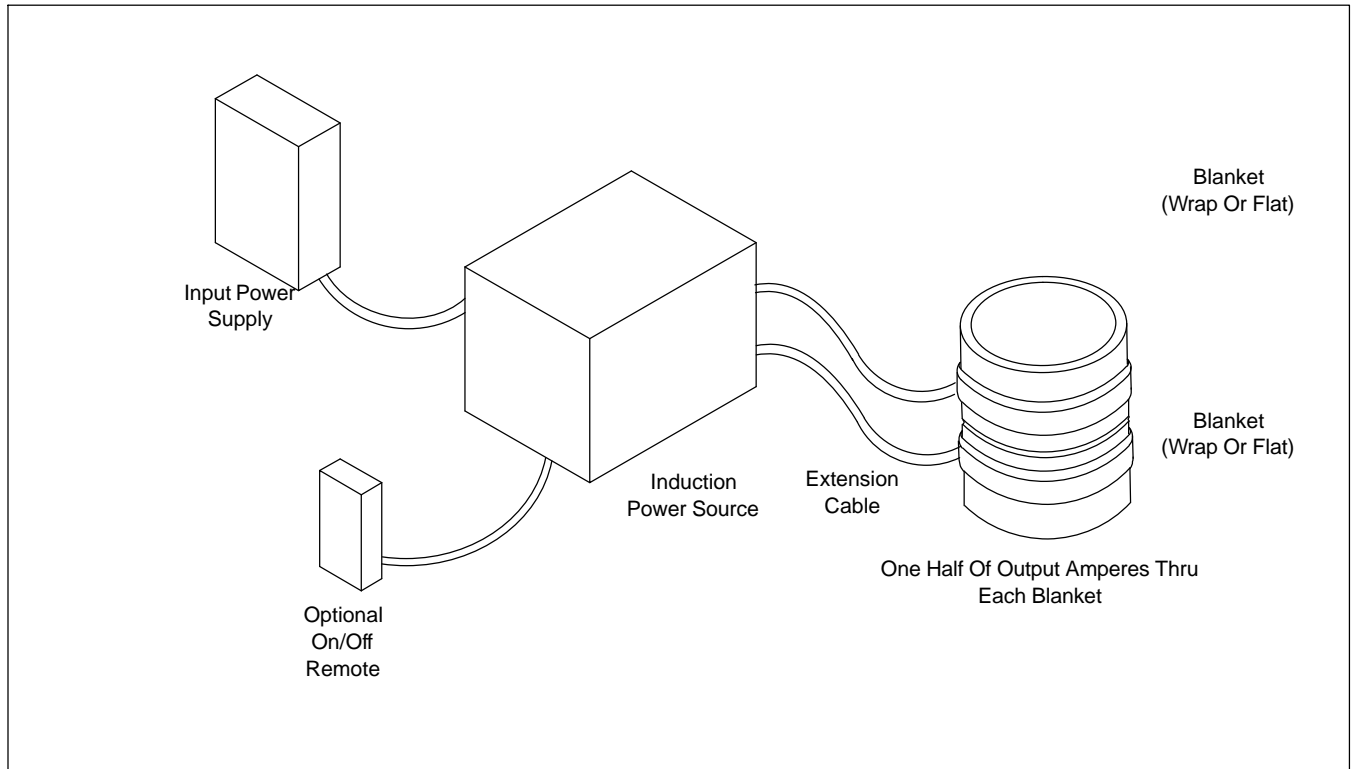 Blanket
(Wrap Or Flat)
Input Power
Supply
Blanket
(Wrap Or Flat)
Induction
Power Source
Extension
Cable
One Half Of Output Amperes Thru
Each Blanket
Optional
On/Off
Remote